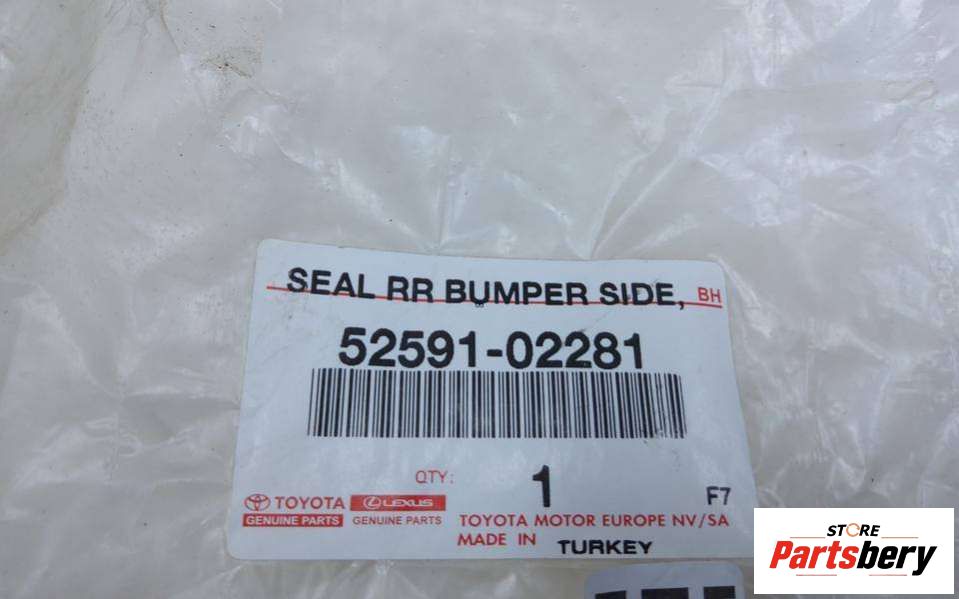 SEAL RR BUMPER SIDE, BH
52591-02281
QTY: 1
F7
TOYOTA LEXUS
GENUINE PARTS GENUINE PARTS
TOYOTA MOTOR EUROPE NV/SA
MADE IN TURKEY
STORE
Partsbery